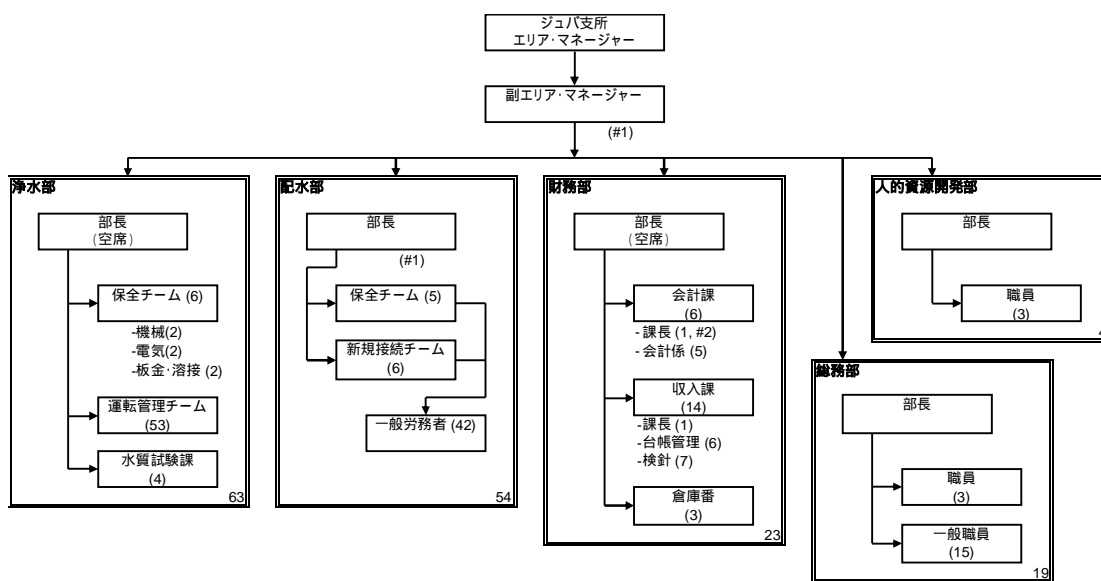 ジュバ支所
エリア・マネージャー
副エリア・マネージャー
(#1)
浄水部
部長
(空席)
保全チーム (6)
-機械(2)
-電気(2)
-板金・溶接 (2)
運転管理チーム
(53)
水質試験課
(4)
63
配水部
部長
(#1)
保全チーム (5)
新規接続チーム
(6)
一般労務者 (42)
54
財務部
部長
(空席)
会計課
(6)
-課長 (1, #2)
-会計係 (5)
収入課
(14)
-課長 (1)
-台帳管理 (6)
-検針 (7)
倉庫番
(3)
23
人的資源開発部
部長
職員
(3)
4
総務部
部長
職員
(3)
一般職員
(15)
19